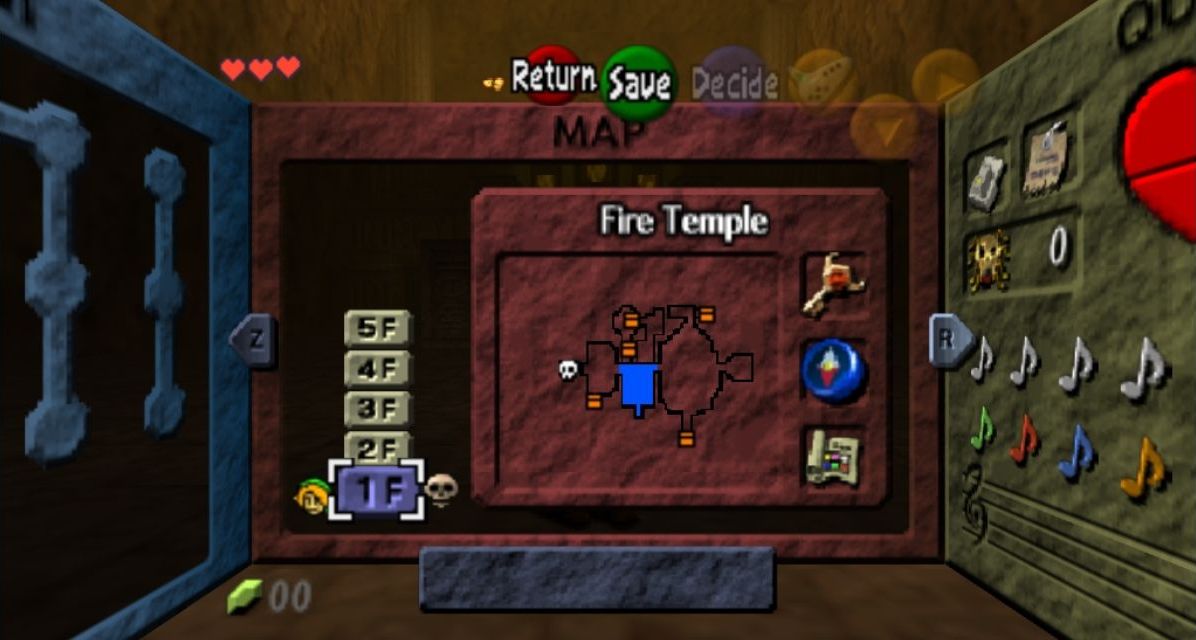 Return Save Decide
MAP
Fire Temple
0
Z
R
5F
4F
3F
2F
1F
00